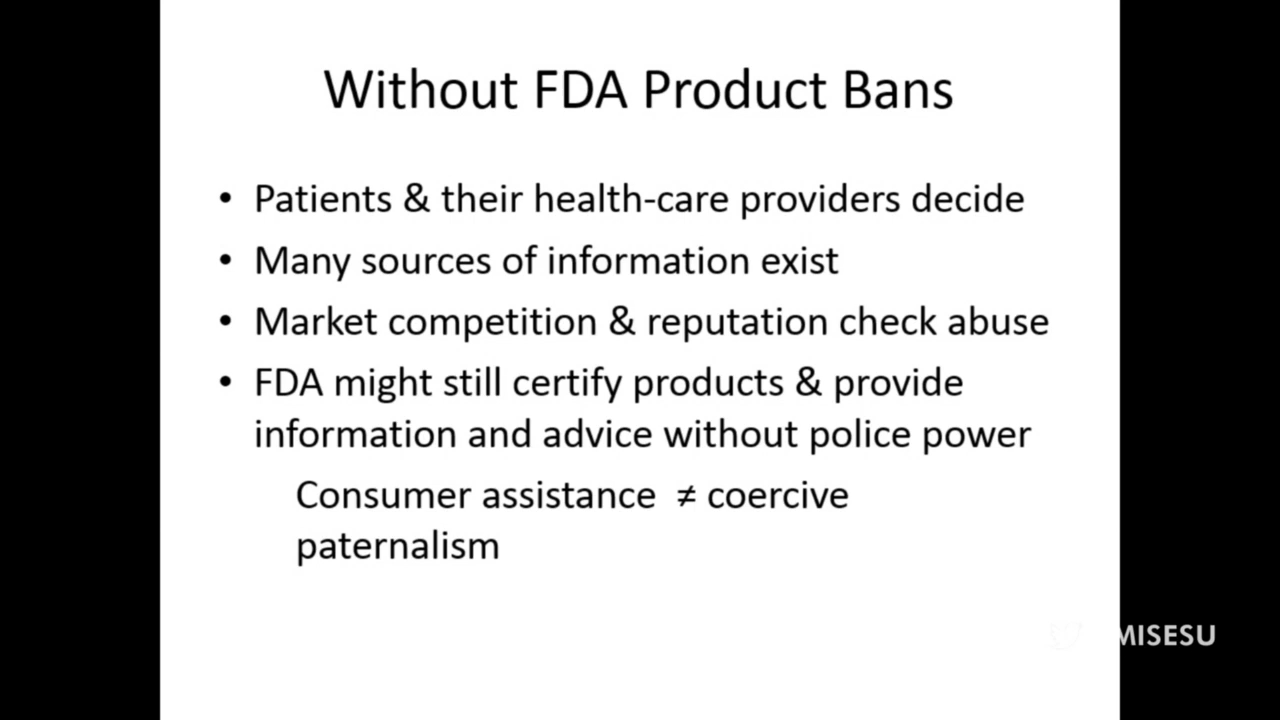 Without FDA Product Bans
• Patients & their health-care providers decide
• Many sources of information exist
• Market competition & reputation check abuse
• FDA might still certify products & provide
information and advice without police power
Consumer assistance ≠ coercive
paternalism
MISESU